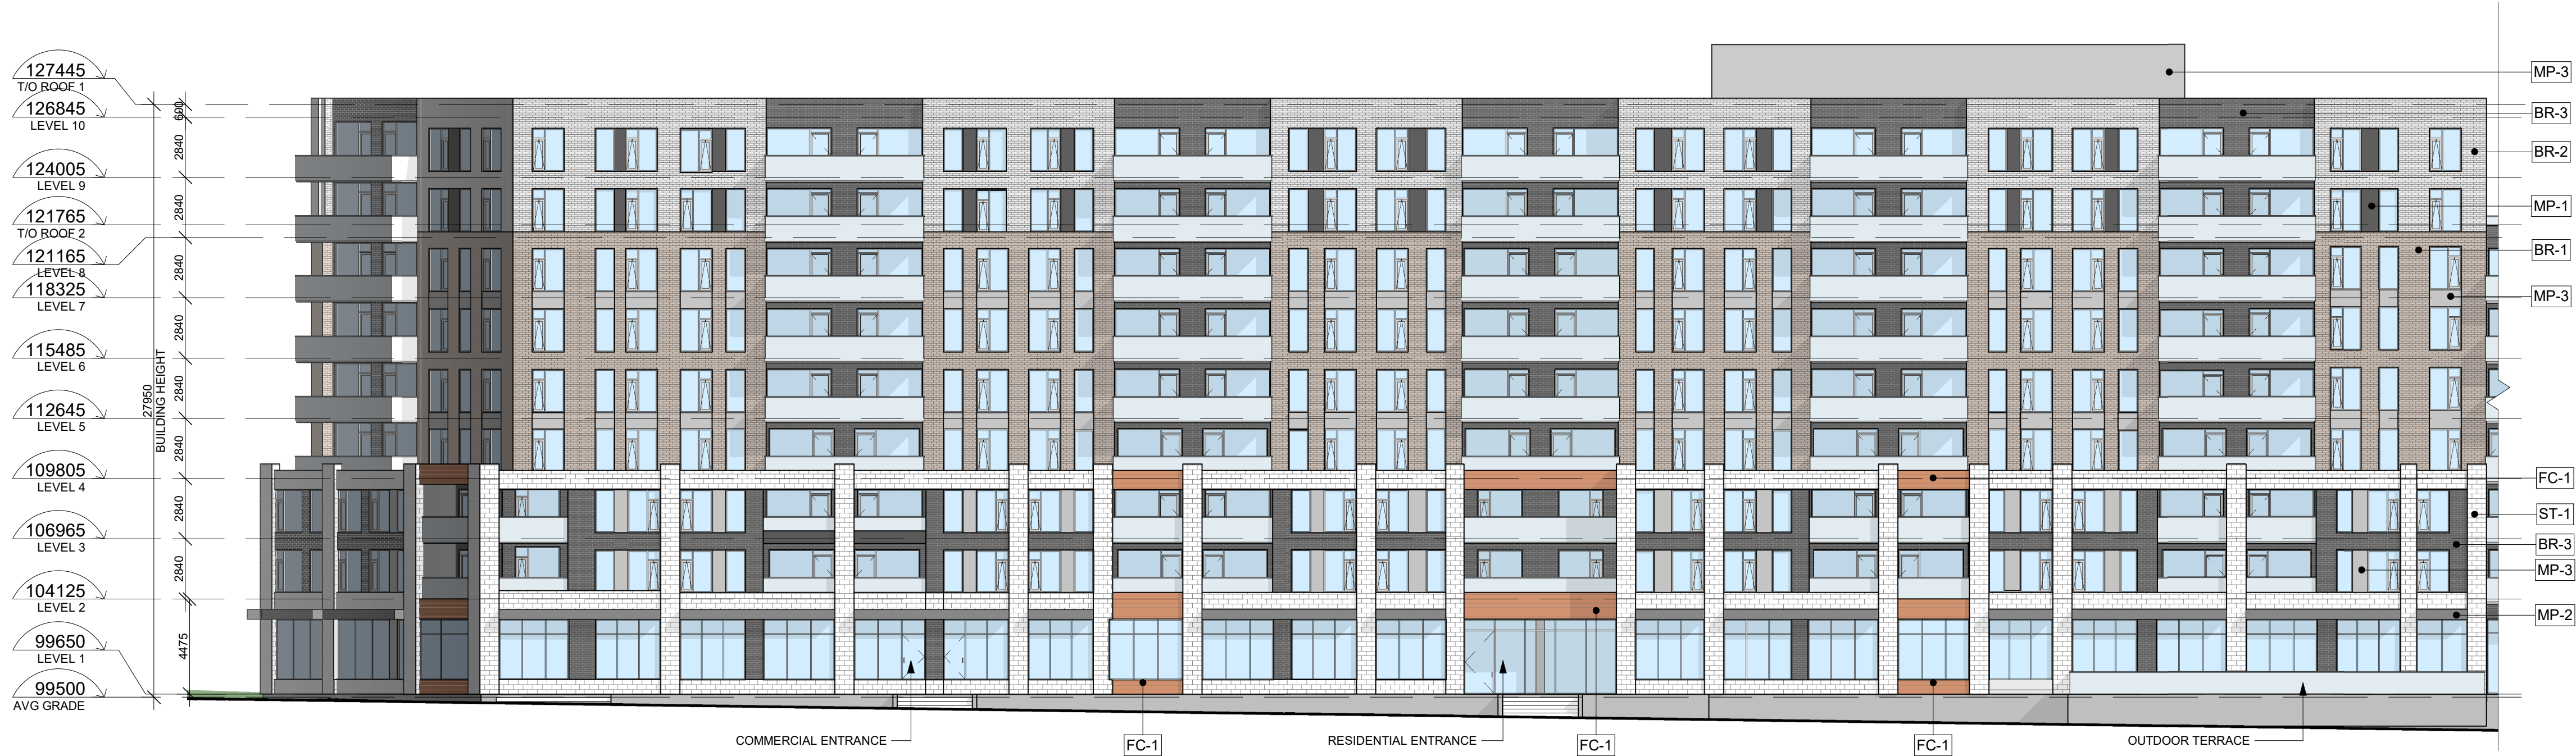 127445
T/O ROOF 1
126845
LEVEL 10
124005
LEVEL 9
121765
T/O ROOF 2
121165
LEVEL 8
118325
LEVEL 7
115485
LEVEL 6
112645
LEVEL 5
109805
LEVEL 4
106965
LEVEL 3
104125
LEVEL 2
99650
LEVEL 1
99500
AVG GRADE
27950
BUILDING HEIGHT
600
2840
2840
2840
2840
2840
2840
2840
2840
4475
MP-3
BR-3
BR-2
MP-1
BR-1
MP-3
FC-1
ST-1
BR-3
MP-3
MP-2
COMMERCIAL ENTRANCE
FC-1
RESIDENTIAL ENTRANCE
FC-1
FC-1
OUTDOOR TERRACE